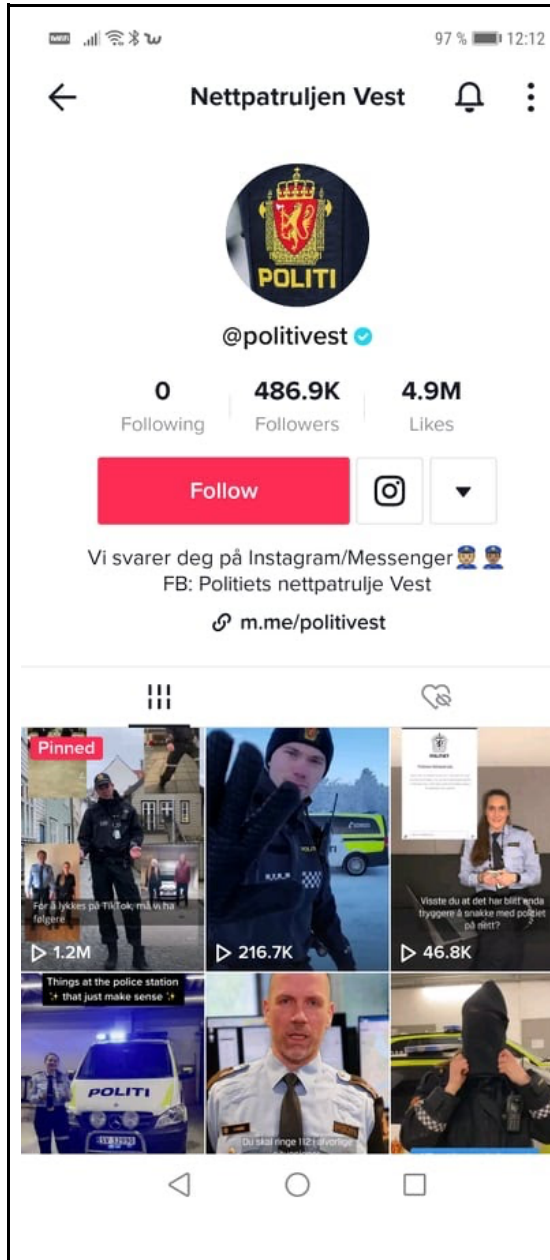 97 % 12:12
Nettpatruljen Vest
POLITI
@politivest
0 486.9K 4.9M
Following Followers Likes
Follow
Vi svarer deg på Instagram/Messenger
FB: Politiets nettpatrulje Vest
m.me/politivest
Pinned
For å lykkes på TikTok, må vi ha
følgere
1.2M
216.7K
POLITIET
Visste du at det har blitt enda
tryggere å snakke med politiet
på nett?
46.8K
Things at the police station
that just make sense
POLITI
Du skal ringe 112 i alvorlige
situasjoner